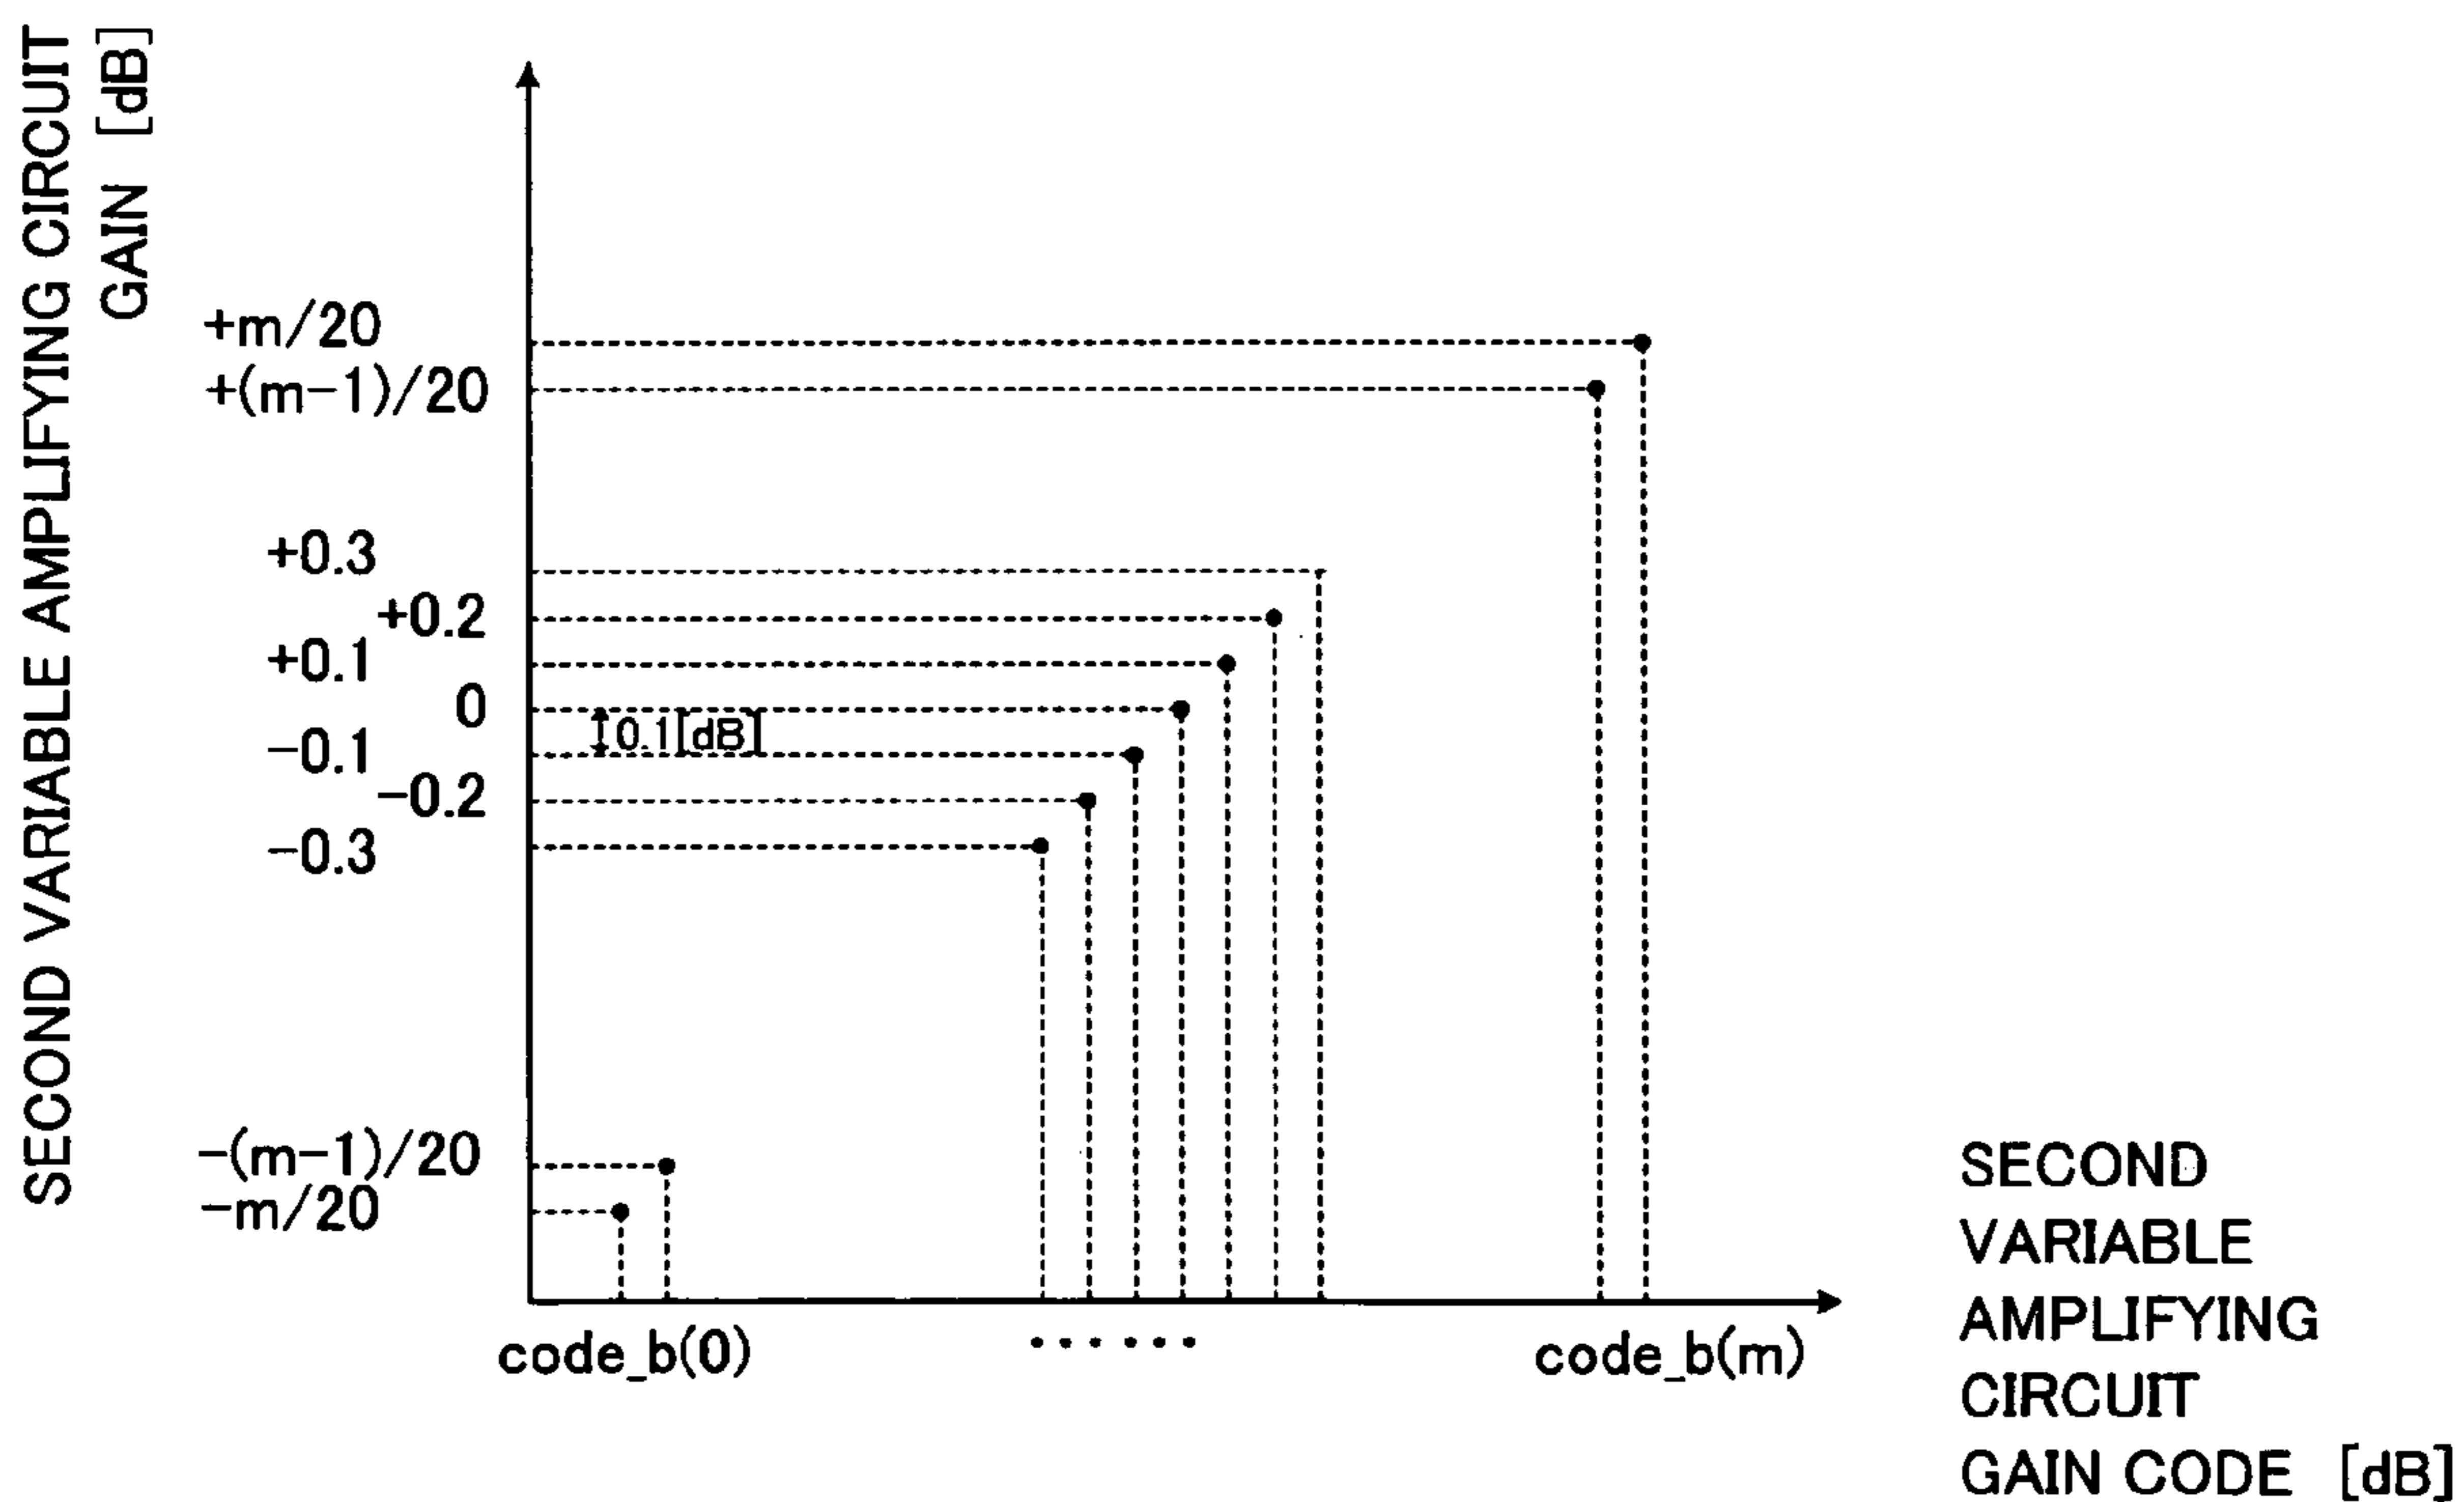 SECOND VARIABLE AMPLIFYING CIRCUIT
GAIN [dB]
+m/20
+(m-1)/20
+0.3
+0.2
+0.1
0
0.1[dB]
-0.1
-0.2
-0.3
-(m-1)/20
-m/20
code_b(0)
......
code_b(m)
SECOND
VARIABLE
AMPLIFYING
CIRCUIT
GAIN CODE [dB]